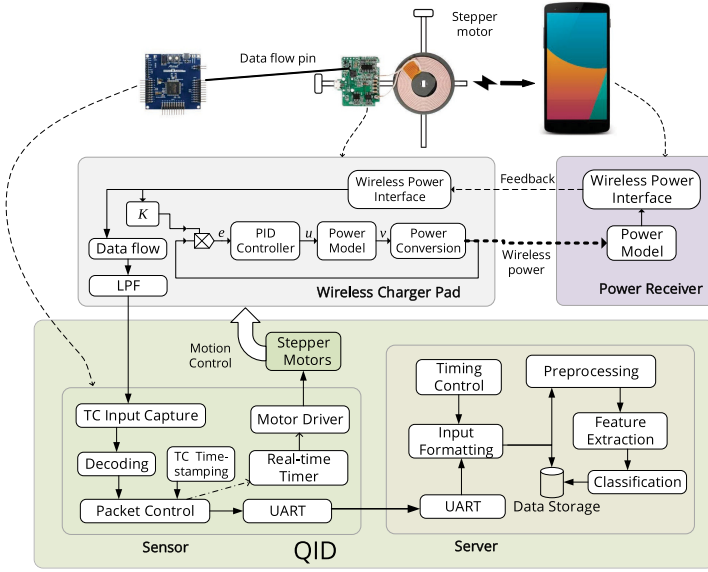 Stepper
motor
Data flow pin
Wireless Power
Interface
Feedback
Wireless Power
Interface
K
Data flow
e
PID
Controller
u
Power
Model
v
Power
Conversion
Wireless
power
Power
Model
LPF
Wireless Charger Pad
Power Receiver
Motion
Control
Stepper
Motors
Timing
Control
Preprocessing
TC Input Capture
Motor Driver
Input
Formatting
Feature
Extraction
Decoding
TC Time-
stamping
Real-time
Timer
Classification
Packet Control
UART
UART
Data Storage
Sensor
QID
Server